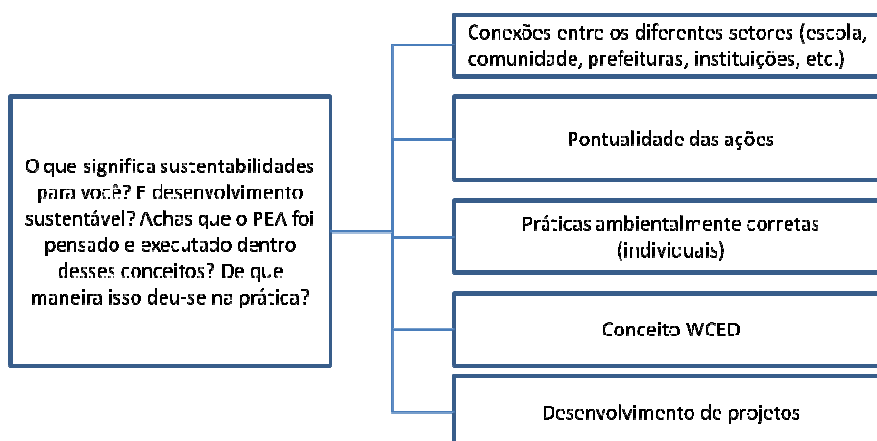 O que significa sustentabilidades
para você? E desenvolvimento
sustentável? Achas que o PEA foi
pensado e executado dentro
desses conceitos? De que
maneira isso deu-se na prática?
Conexões entre os diferentes setores (escola,
comunidade, prefeituras, instituições, etc.)
Pontualidade das ações
Práticas ambientalmente corretas
(individuais)
Conceito WCED
Desenvolvimento de projetos